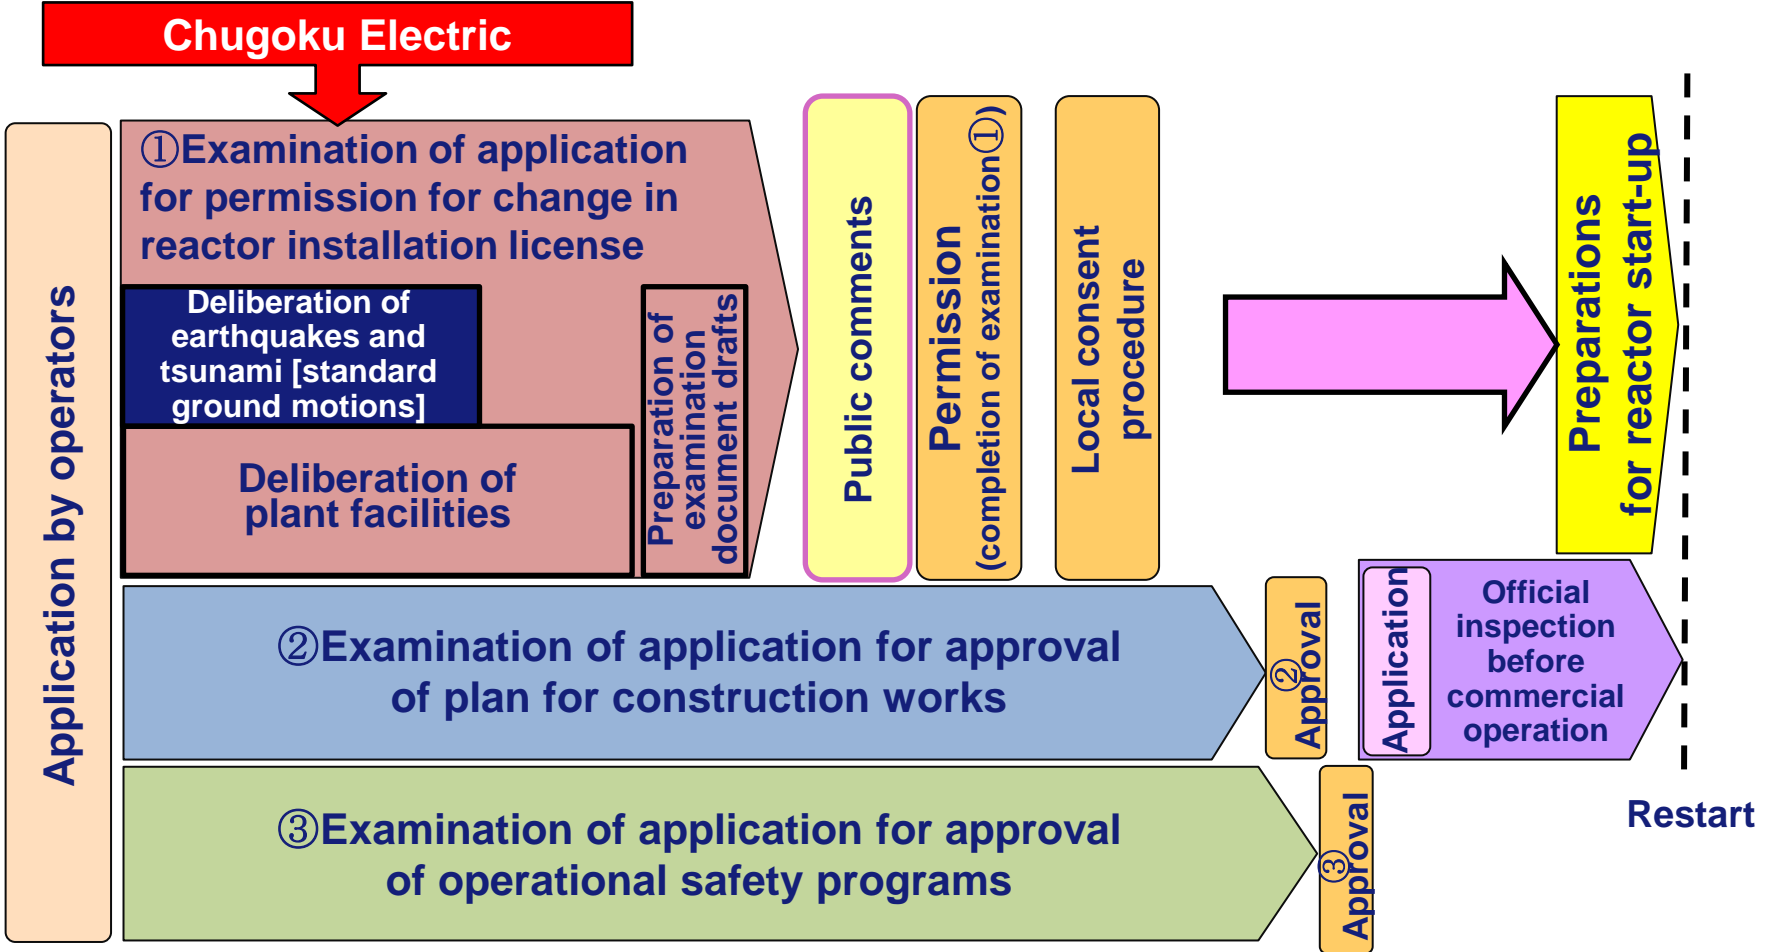 Chugoku Electric
Application by operators
①Examination of application
for permission for change in
reactor installation license
Deliberation of
earthquakes and
tsunami [standard
ground motions]
Deliberation of
plant facilities
Preparation of
examination
document drafts
Public comments
Permission
(completion of examination①)
Local consent
procedure
Preparations
for reactor start-up
②Examination of application for approval
of plan for construction works
②
Approval
Application
Official
inspection
before
commercial
operation
③Examination of application for approval
of operational safety programs
③
Approval
Restart